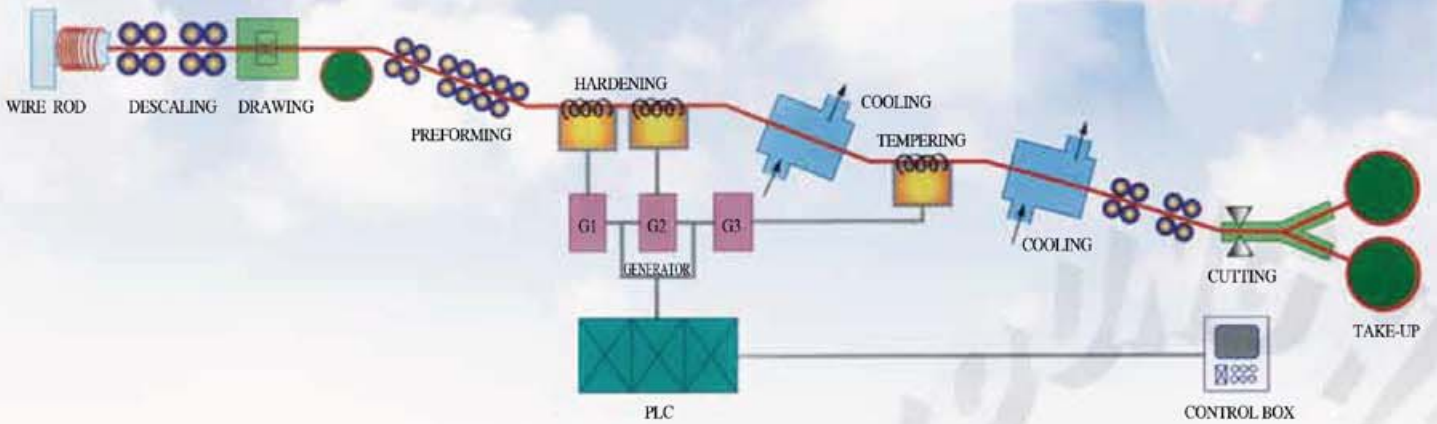 WIRE ROD
DESCALING
DRAWING
PREFORMING
HARDENING
COOLING
TEMPERING
G1
G2
G3
GENERATOR
COOLING
CUTTING
TAKE-UP
PLC
CONTROL BOX